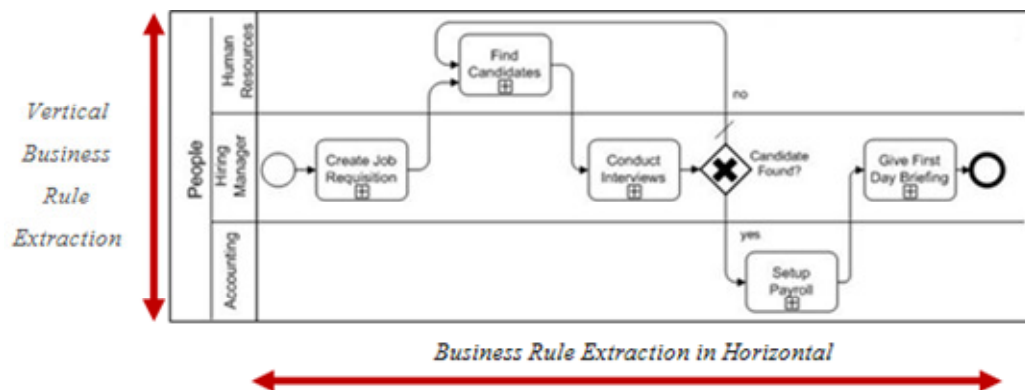 Vertical
Business
Rule
Extraction
People
Human
Resources
Find
Candidates
no
Hiring
Manager
Create Job
Requisition
Conduct
Interviews
Candidate
Found?
Give First
Day Briefing
Accounting
yes
Setup
Payroll
Business Rule Extraction in Horizontal